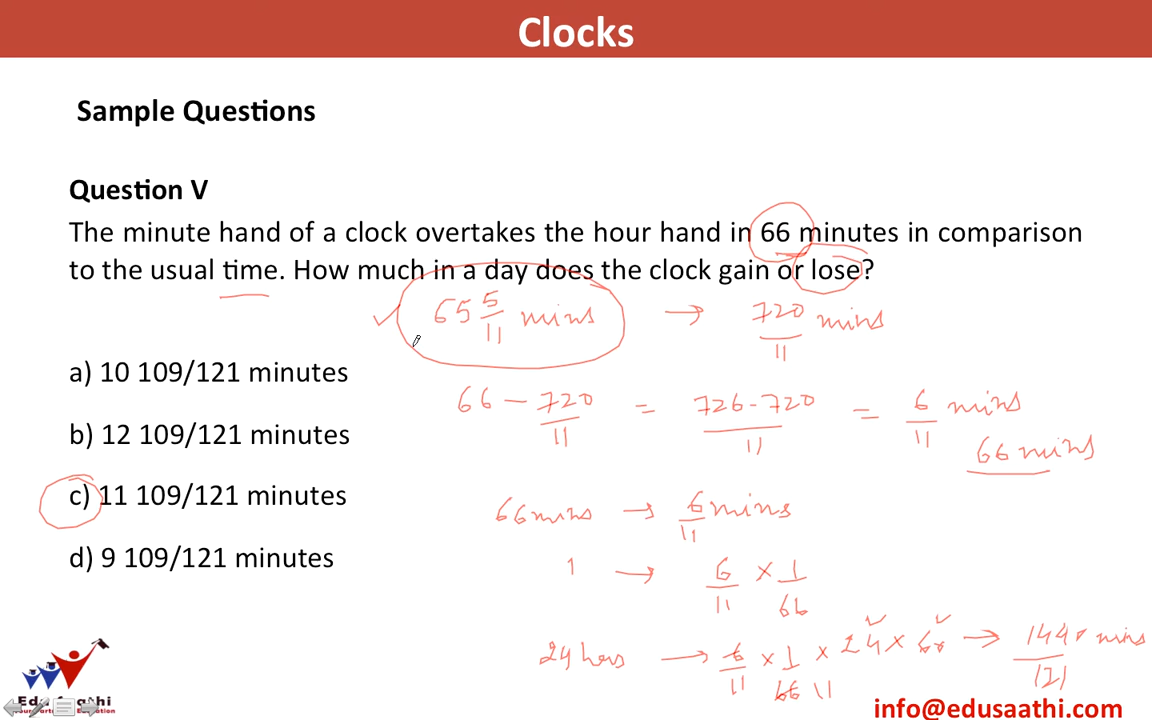 Clocks
Sample Questions
Question V
The minute hand of a clock overtakes the hour hand in 66 minutes in comparison
to the usual time. How much in a day does the clock gain or lose?
65 5/11 mins → 720/11 mins
a) 10 109/121 minutes
66 - 720/11 = 726-720/11 = 6/11 mins
b) 12 109/121 minutes
66 mins
c) 11 109/121 minutes
66 mins → 6/11 mins
d) 9 109/121 minutes
1 → 6/11 × 1/66
24 hours → 6/11 × 1/66 11 × 24 × 60 → 1440/121 mins
info@edusaathi.com